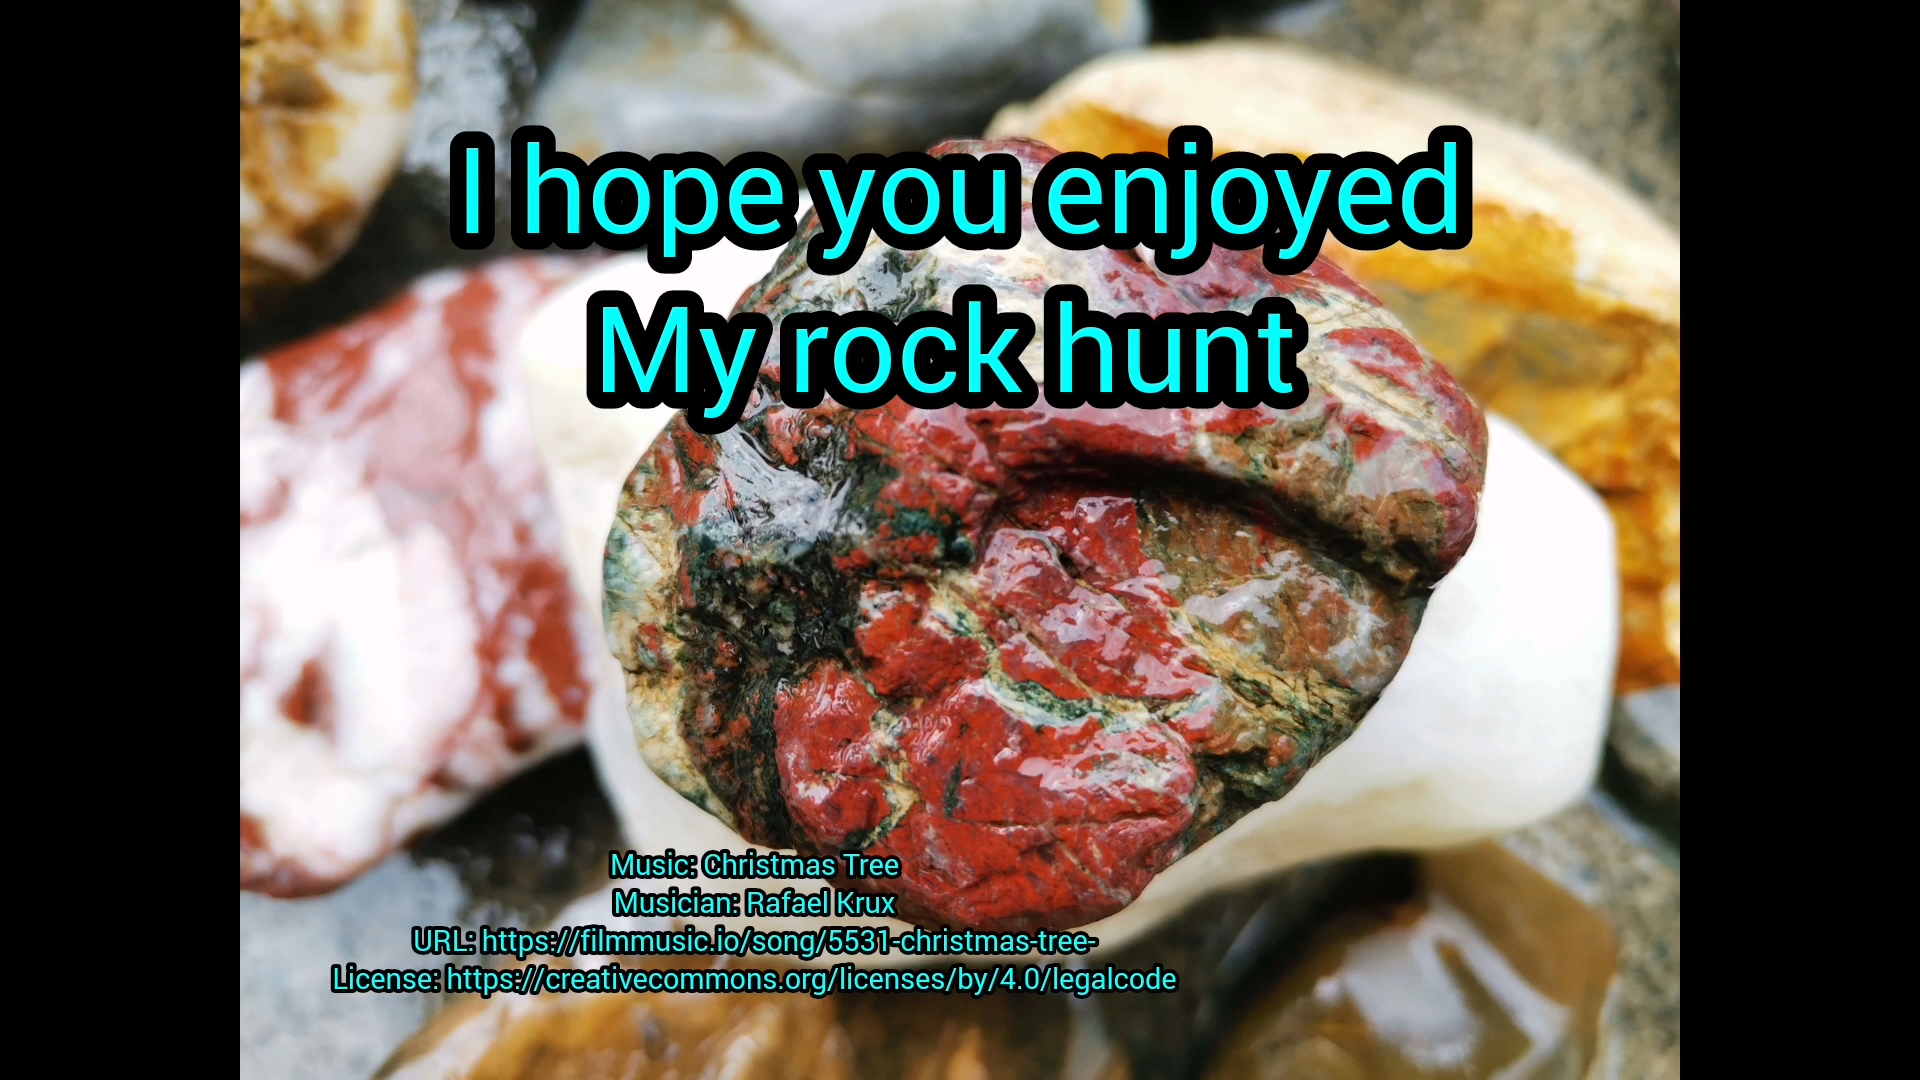 I hope you enjoyed
My rock hunt
Music: Christmas Tree
Musician: Rafael Krux
URL: https://filmmusic.io/song/5531-christmas-tree-
License: https://creativecommons.org/licenses/by/4.0/legalcode